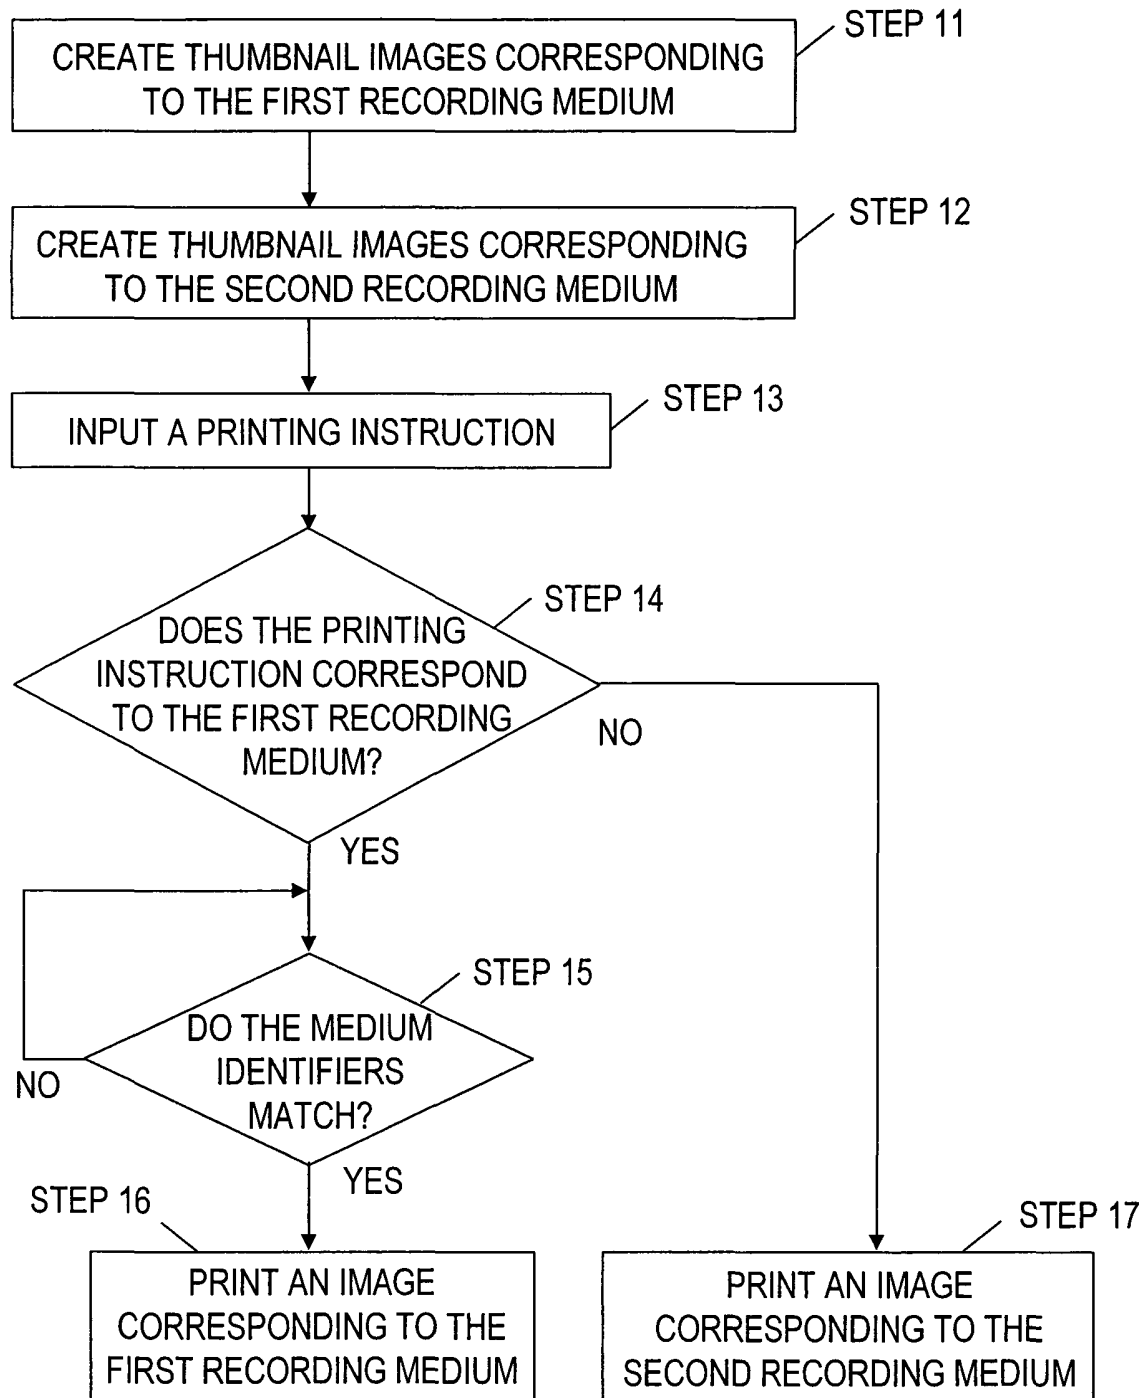 STEP 11
CREATE THUMBNAIL IMAGES CORRESPONDING
TO THE FIRST RECORDING MEDIUM
STEP 12
CREATE THUMBNAIL IMAGES CORRESPONDING
TO THE SECOND RECORDING MEDIUM
STEP 13
INPUT A PRINTING INSTRUCTION
STEP 14
DOES THE PRINTING
INSTRUCTION CORRESPOND
TO THE FIRST RECORDING
MEDIUM?
NO
YES
STEP 15
DO THE MEDIUM
IDENTIFIERS
MATCH?
NO
YES
STEP 16
PRINT AN IMAGE
CORRESPONDING TO THE
FIRST RECORDING MEDIUM
STEP 17
PRINT AN IMAGE
CORRESPONDING TO THE
SECOND RECORDING MEDIUM